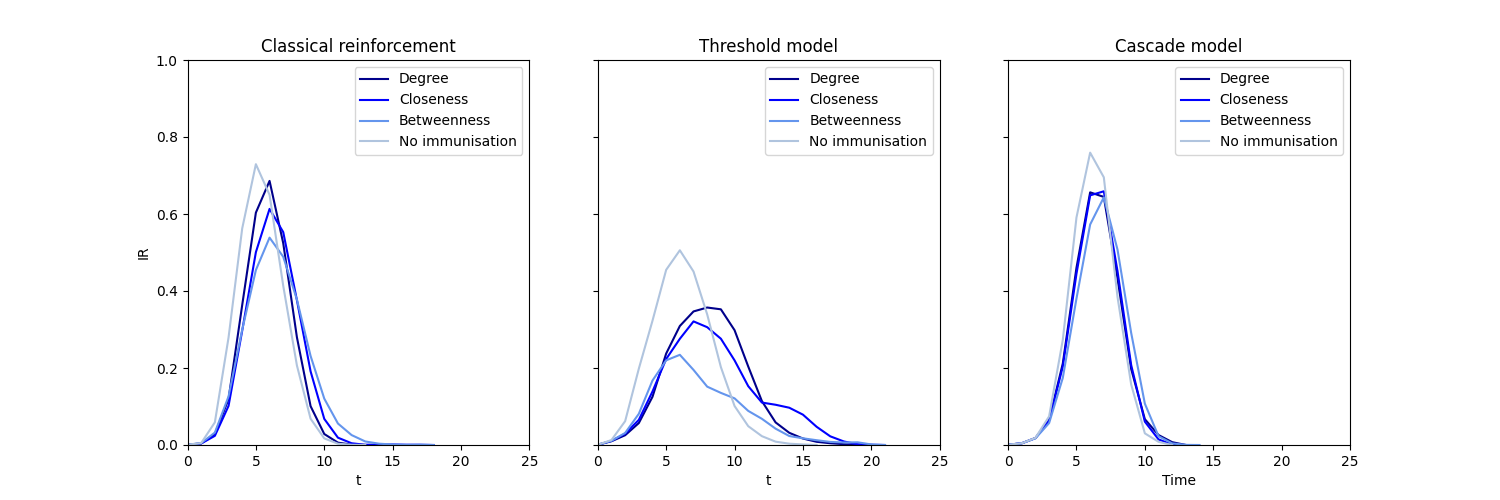 Classical reinforcement
IR
1.0
0.8
0.6
0.4
0.2
0.0
Degree
Closeness
Betweenness
No immunisation
0 5 10 15 20 25
t
Threshold model
Degree
Closeness
Betweenness
No immunisation
0 5 10 15 20 25
t
Cascade model
Degree
Closeness
Betweenness
No immunisation
0 5 10 15 20 25
Time